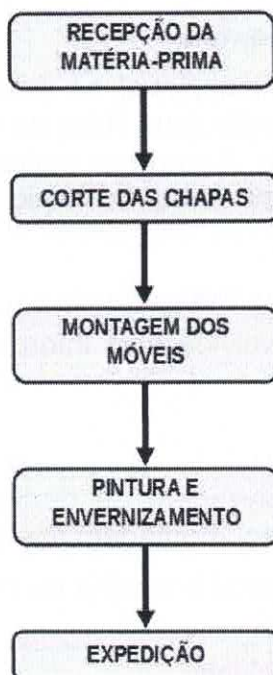 RECEPÇÃO DA
MATÉRIA-PRIMA
CORTE DAS CHAPAS
MONTAGEM DOS
MÓVEIS
PINTURA E
ENVERNIZAMENTO
EXPEDIÇÃO